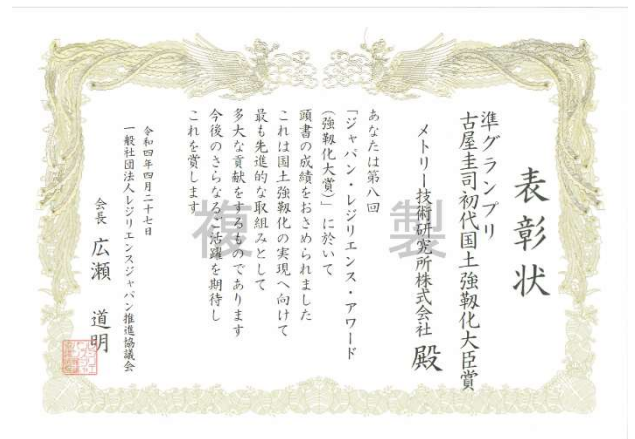 表彰状
準グランプリ
古屋圭司初代国土強靱化大臣賞
メトリー技術研究所株式会社 殿
あなたは第八回
「ジャパン・レジリエンス・アワード
(強靱化大賞)」に於いて
頭書の成績をおさめられました
これは国土強靱化の実現へ向けて
最も先進的な取組みとして
多大な貢献をするものであります
今後のさらなるご活躍を期待し
これを賞します
令和四年四月二十七日
一般社団法人レジリエンスジャパン推進協議会
会長 広瀬 道明
複製